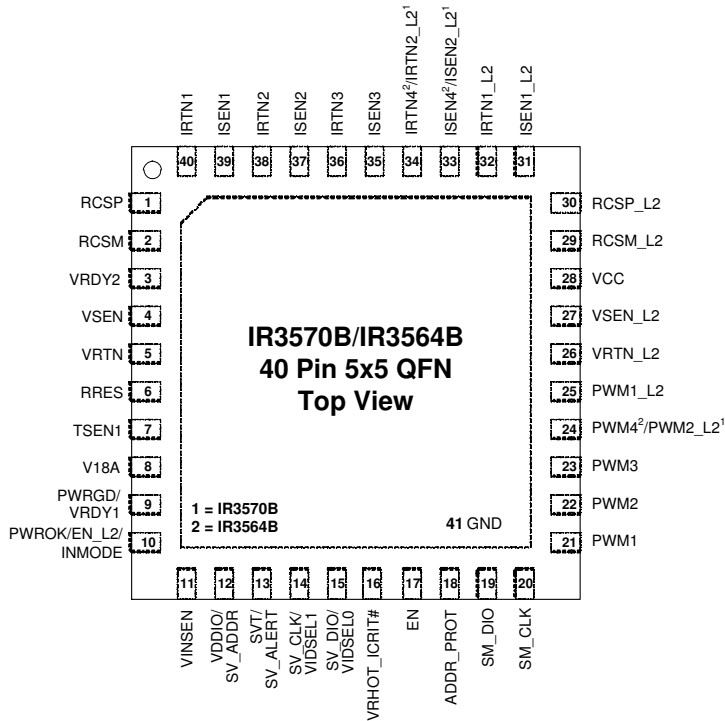 IRTN1
ISEN1
IRTN2
ISEN2
IRTN3
ISEN3
IRTN4²/IRTN2_L2¹
ISEN4²/ISEN2_L2¹
IRTN1_L2
ISEN1_L2
40 39 38 37 36 35 34 33 32 31
RCSP 1
RCSM 2
VRDY2 3
VSEN 4
VRTN 5
RRES 6
TSEN1 7
V18A 8
PWRGD/
VRDY1 9
PWROK/EN_L2/
INMODE 10
IR3570B/IR3564B
40 Pin 5x5 QFN
Top View
1 = IR3570B
2 = IR3564B
41 GND
30 RCSP_L2
29 RCSM_L2
28 VCC
27 VSEN_L2
26 VRTN_L2
25 PWM1_L2
24 PWM4²/PWM2_L2¹
23 PWM3
22 PWM2
21 PWM1
11 12 13 14 15 16 17 18 19 20
VINSEN
VDDIO/
SV_ADDR
SVT/
SV_ALERT
SV_CLK/
VIDSEL1
SV_DIO/
VIDSEL0
VRHOT_ICRIT#
EN
ADDR_PROT
SM_DIO
SM_CLK